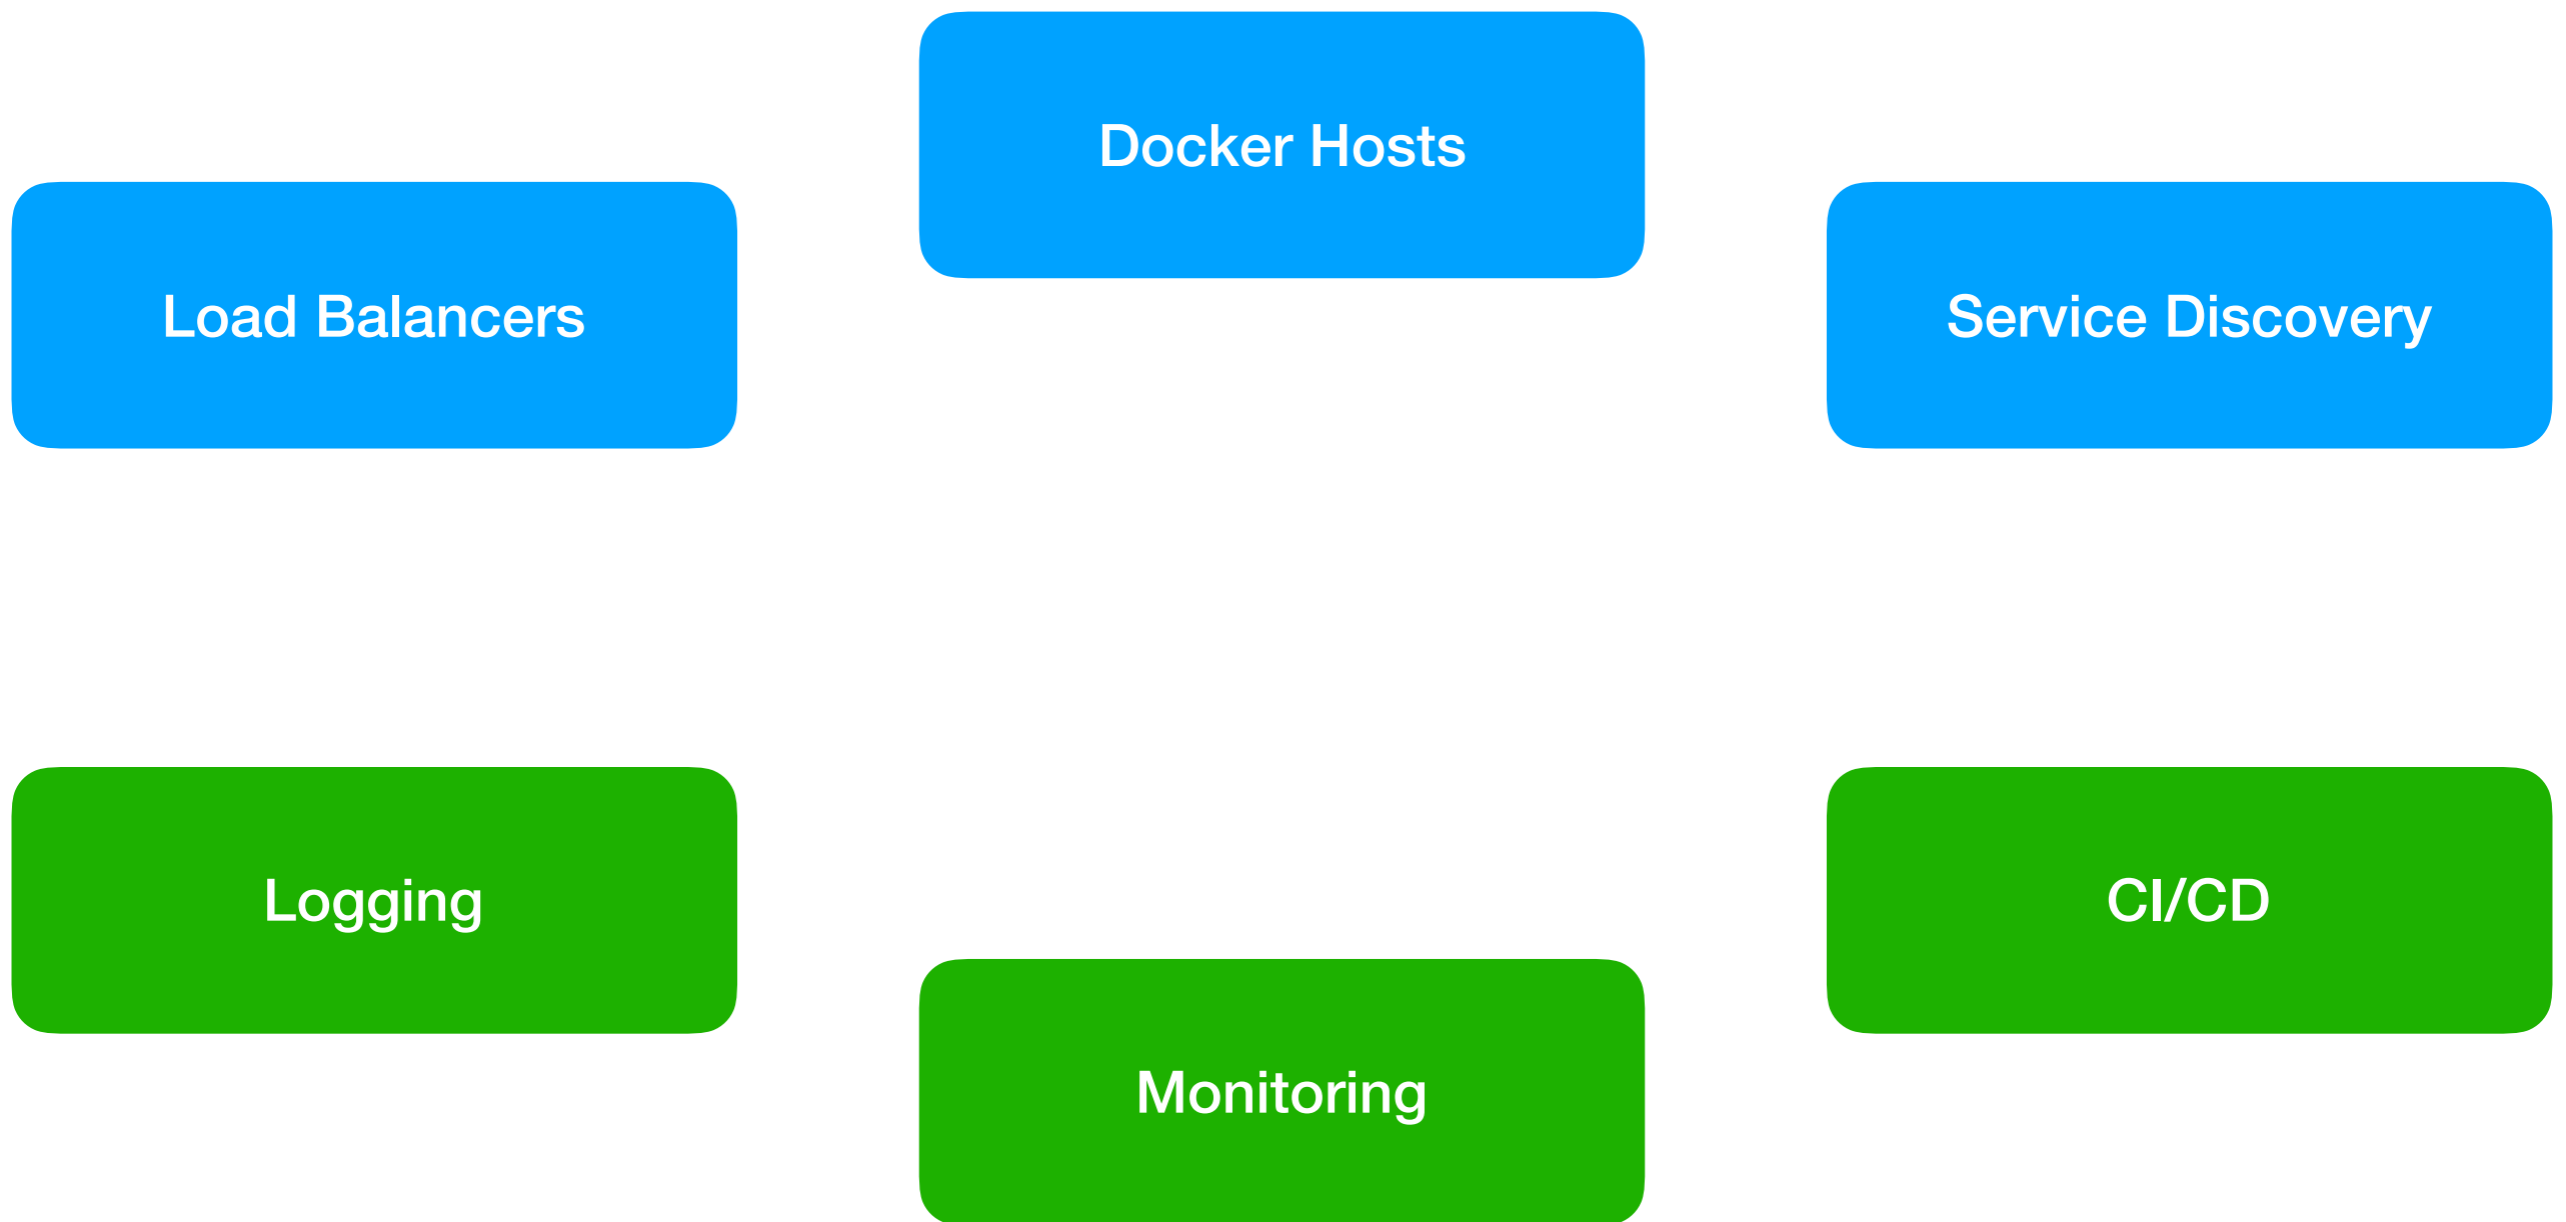 Docker Hosts
Load Balancers
Service Discovery
Logging
CI/CD
Monitoring